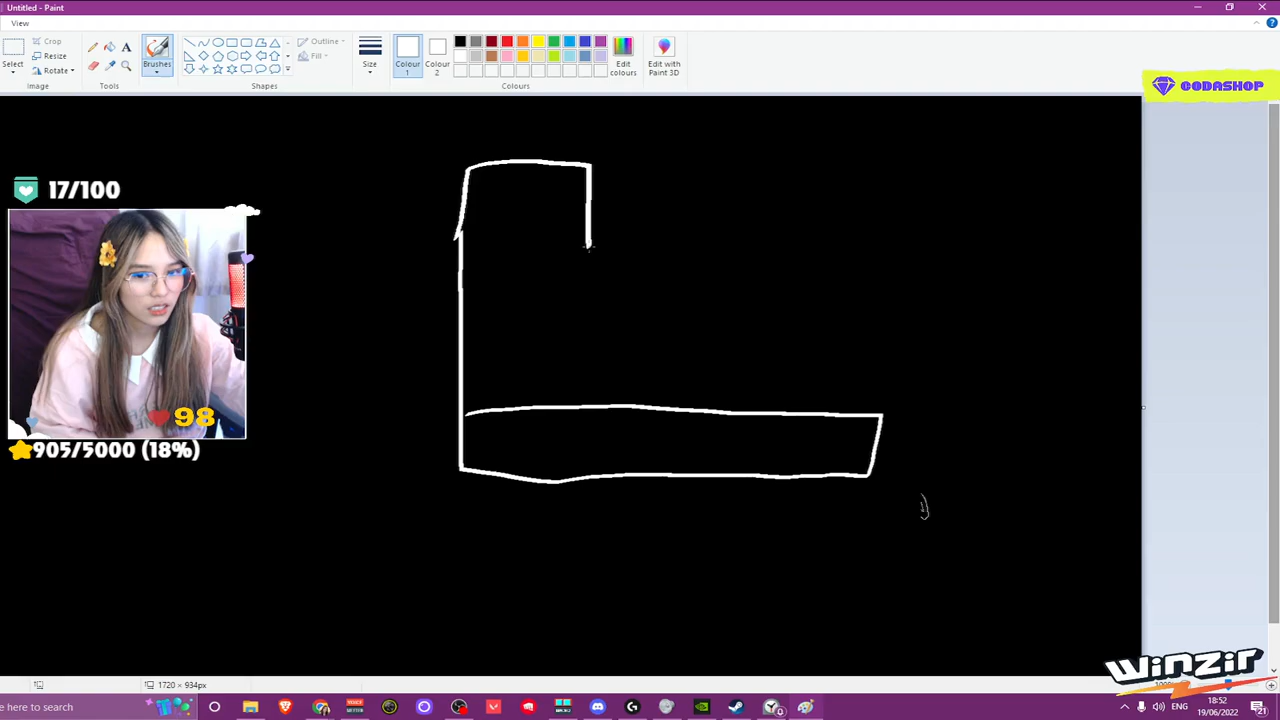 Untitled - Paint
View
Select
Crop
Resize
Rotate
Image
A
Tools
Brushes
Outline
Fill
Shapes
Size
Colour 1
Colour 2
Edit colours
Edit with Paint 3D
Colours
CODASHOP
17/100
98
905/5000 (18%)
WINZIR
1720 × 934px
100%
here to search
ENG
18:52
19/06/2022
21